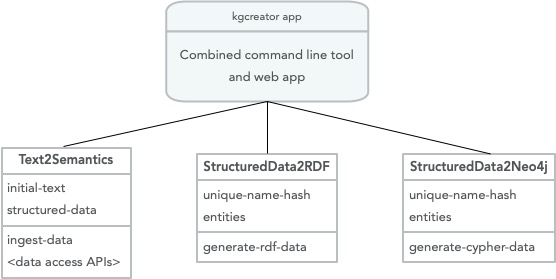 kgcreator app
Combined command line tool
and web app
Text2Semantics
initial-text
structured-data
ingest-data
<data access APIs>
StructuredData2RDF
unique-name-hash
entities
generate-rdf-data
StructuredData2Neo4j
unique-name-hash
entities
generate-cypher-data